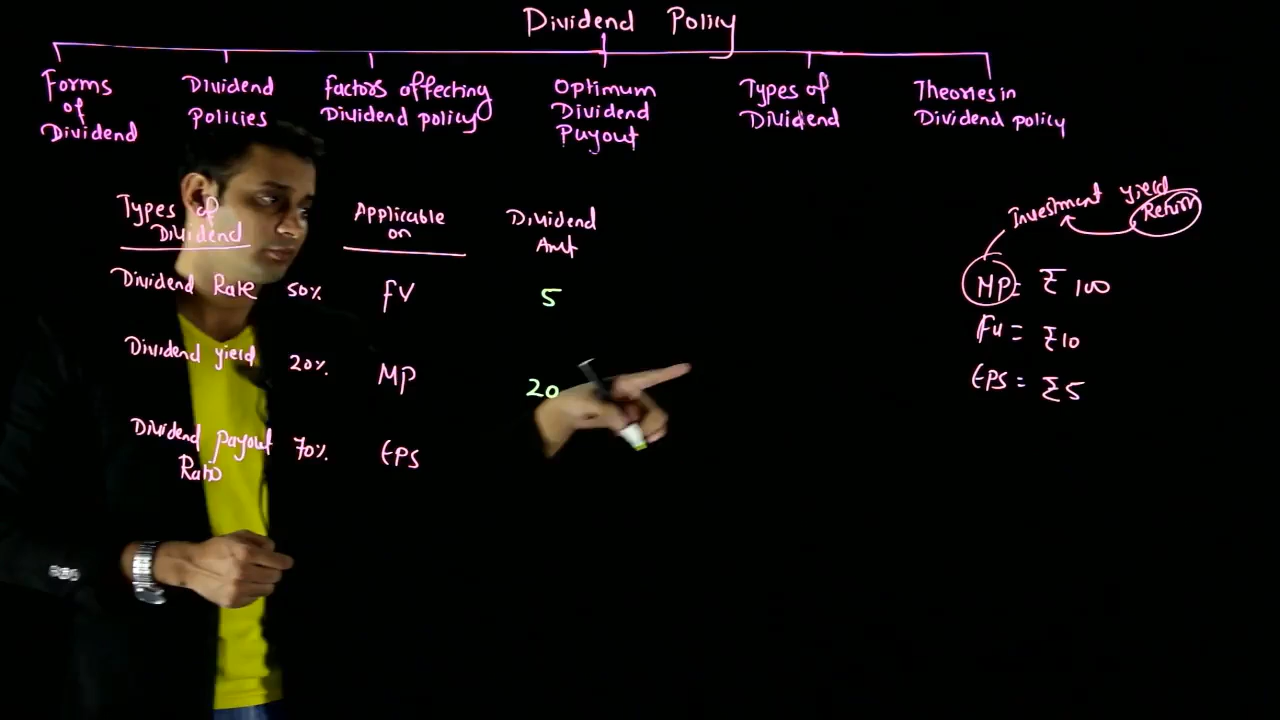 Dividend Policy
Forms of Dividend
Dividend Policies
Factors affecting Dividend policy
Optimum Dividend Payout
Types of Dividend
Theories in Dividend policy
Types of Dividend
Applicable on
Dividend Amt
Dividend Rate 50% FV 5
Dividend yield 20% MP 20
Dividend payout Ratio 70% EPS
Investment yield
Return
MP = ₹ 100
FV = ₹10
EPS = ₹5